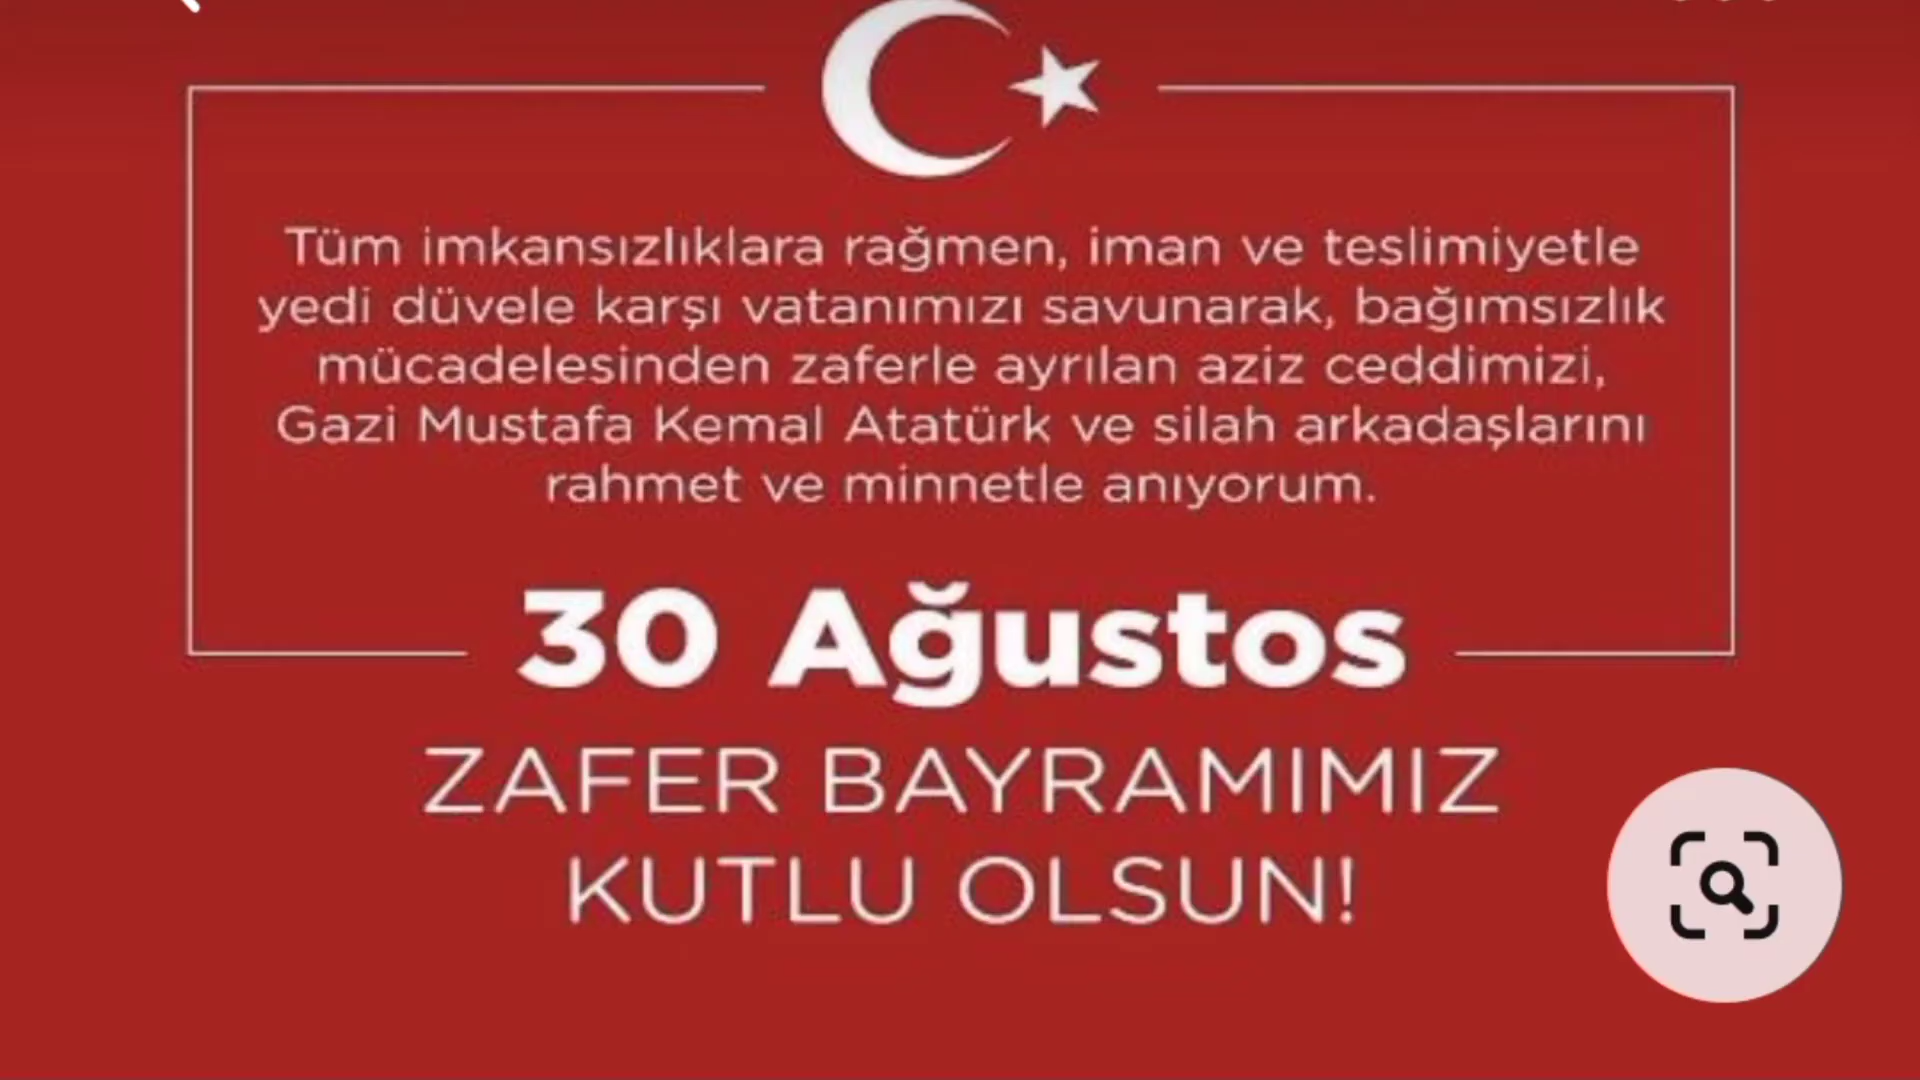 Tüm imkansızlıklara rağmen, iman ve teslimiyetle
yedi düvele karşı vatanımızı savunarak, bağımsızlık
mücadelesinden zaferle ayrılan aziz ceddimizi,
Gazi Mustafa Kemal Atatürk ve silah arkadaşlarını
rahmet ve minnetle anıyorum.
30 Ağustos
ZAFER BAYRAMIMIZ
KUTLU OLSUN!